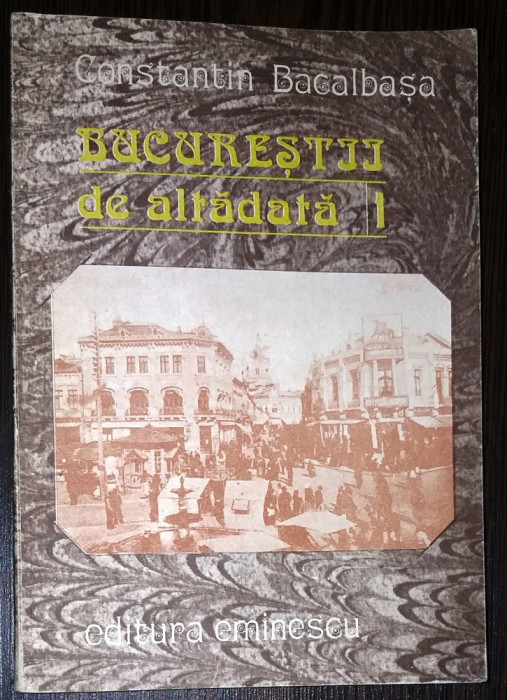 Constantin Bacalbașa
BUCUREȘTII
de altădată I
editura eminescu